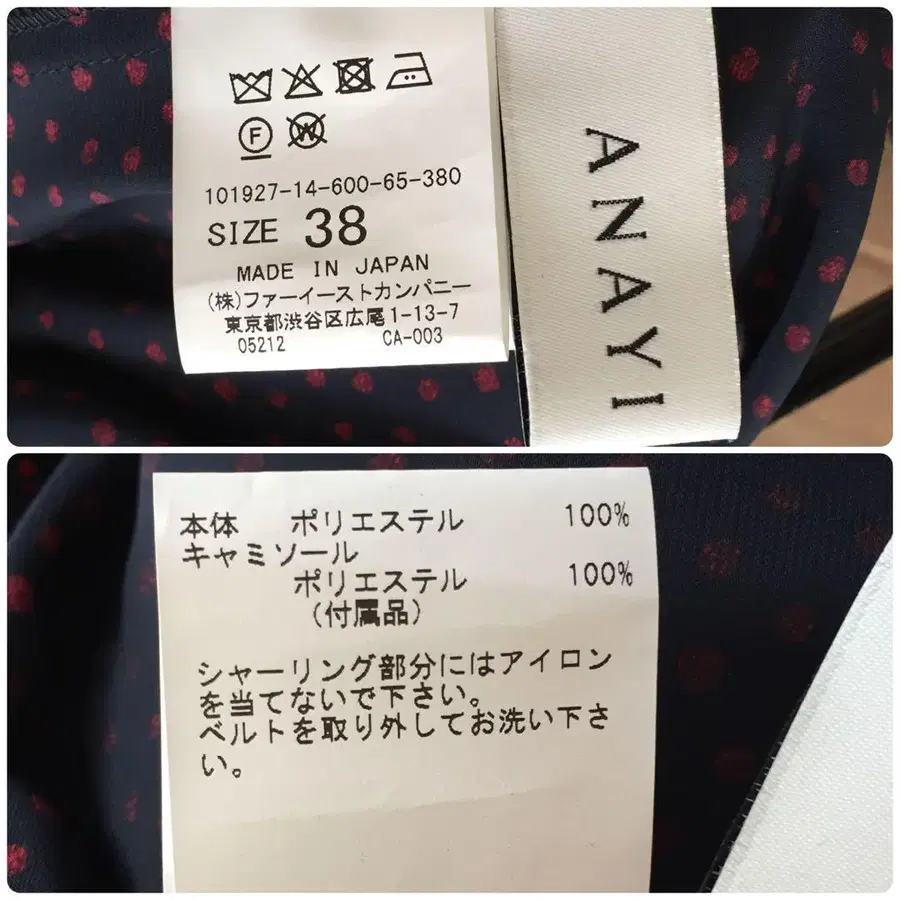 F
W
101927-14-600-65-380
SIZE 38
MADE IN JAPAN
(株)ファーイーストカンパニー
東京都渋谷区広尾1-13-7
05212 CA-003
ANAYI
本体 ポリエステル 100%
キャミソール
ポリエステル 100%
(付属品)
シャーリング部分にはアイロン
を当てないで下さい。
ベルトを取り外してお洗い下さ
い。